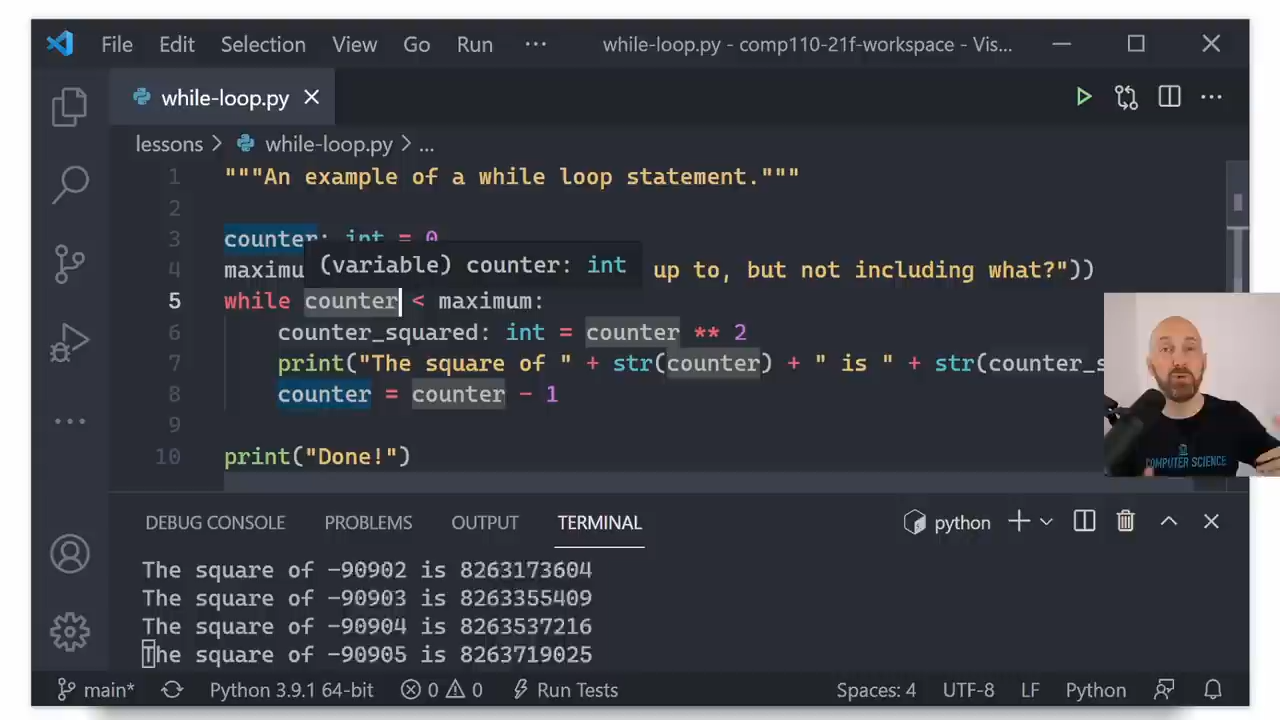 File Edit Selection View Go Run ··· while-loop.py - comp110-21f-workspace - Vis...
while-loop.py
lessons > while-loop.py > ...
1 """An example of a while loop statement."""
2
3 counter: int = 0
(variable) counter: int
4 maximu up to, but not including what?"))
5 while counter < maximum:
6 counter_squared: int = counter ** 2
7 print("The square of " + str(counter) + " is " + str(counter_s
8 counter = counter - 1
9
10 print("Done!")
COMPUTER SCIENCE
DEBUG CONSOLE PROBLEMS OUTPUT TERMINAL python
The square of -90902 is 8263173604
The square of -90903 is 8263355409
The square of -90904 is 8263537216
The square of -90905 is 8263719025
main* Python 3.9.1 64-bit 0 0 Run Tests Spaces: 4 UTF-8 LF Python